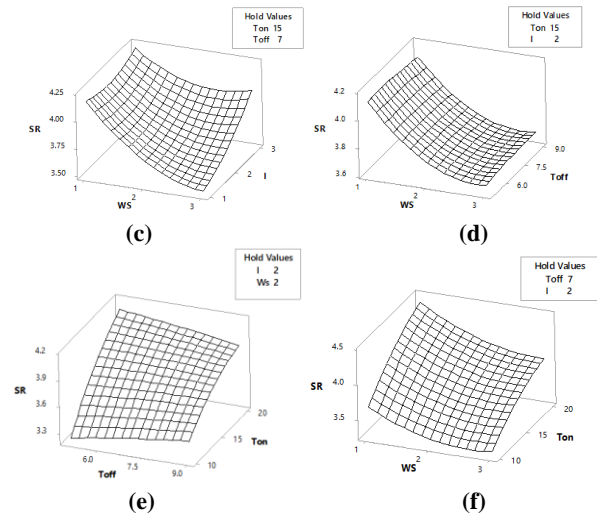 Hold Values
Ton 15
Toff 7
4.25
4.00
SR
3.75
3.50
1
2
3
WS
1
2
3
I
(c)
Hold Values
Ton 15
I 2
4.2
4.0
SR
3.8
3.6
1
2
3
WS
6.0
7.5
9.0
Toff
(d)
Hold Values
I 2
Ws 2
4.2
3.9
SR
3.6
3.3
6.0
7.5
9.0
Toff
10
15
20
Ton
(e)
Hold Values
Toff 7
I 2
4.5
4.0
SR
3.5
1
2
3
WS
10
15
20
Ton
(f)